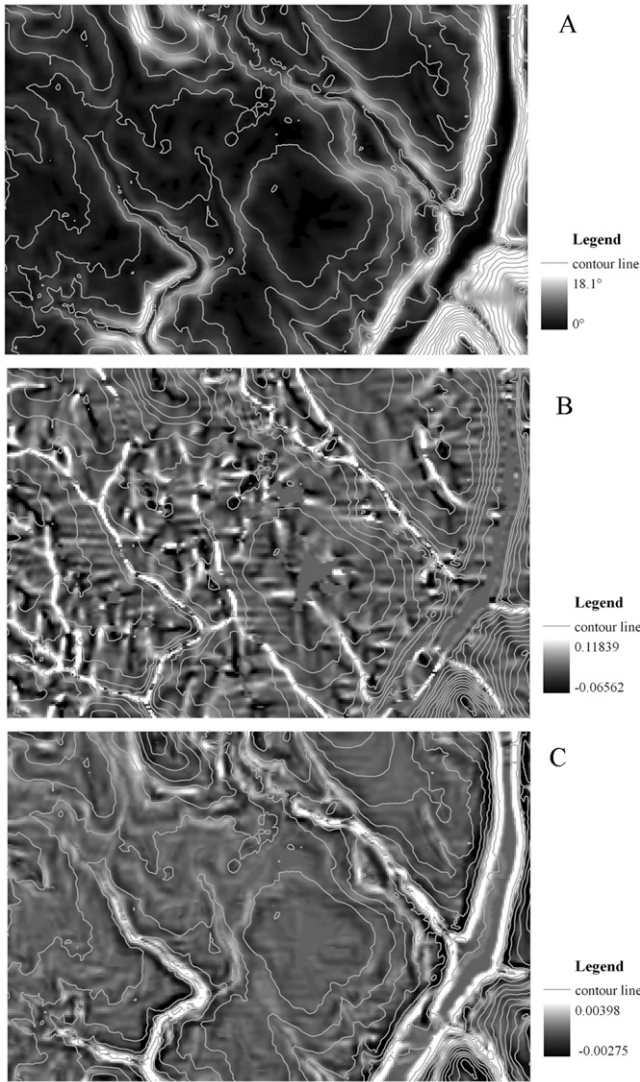 A
Legend
contour line
18.1°
0°
B
Legend
contour line
0.11839
-0.06562
C
Legend
contour line
0.00398
-0.00275